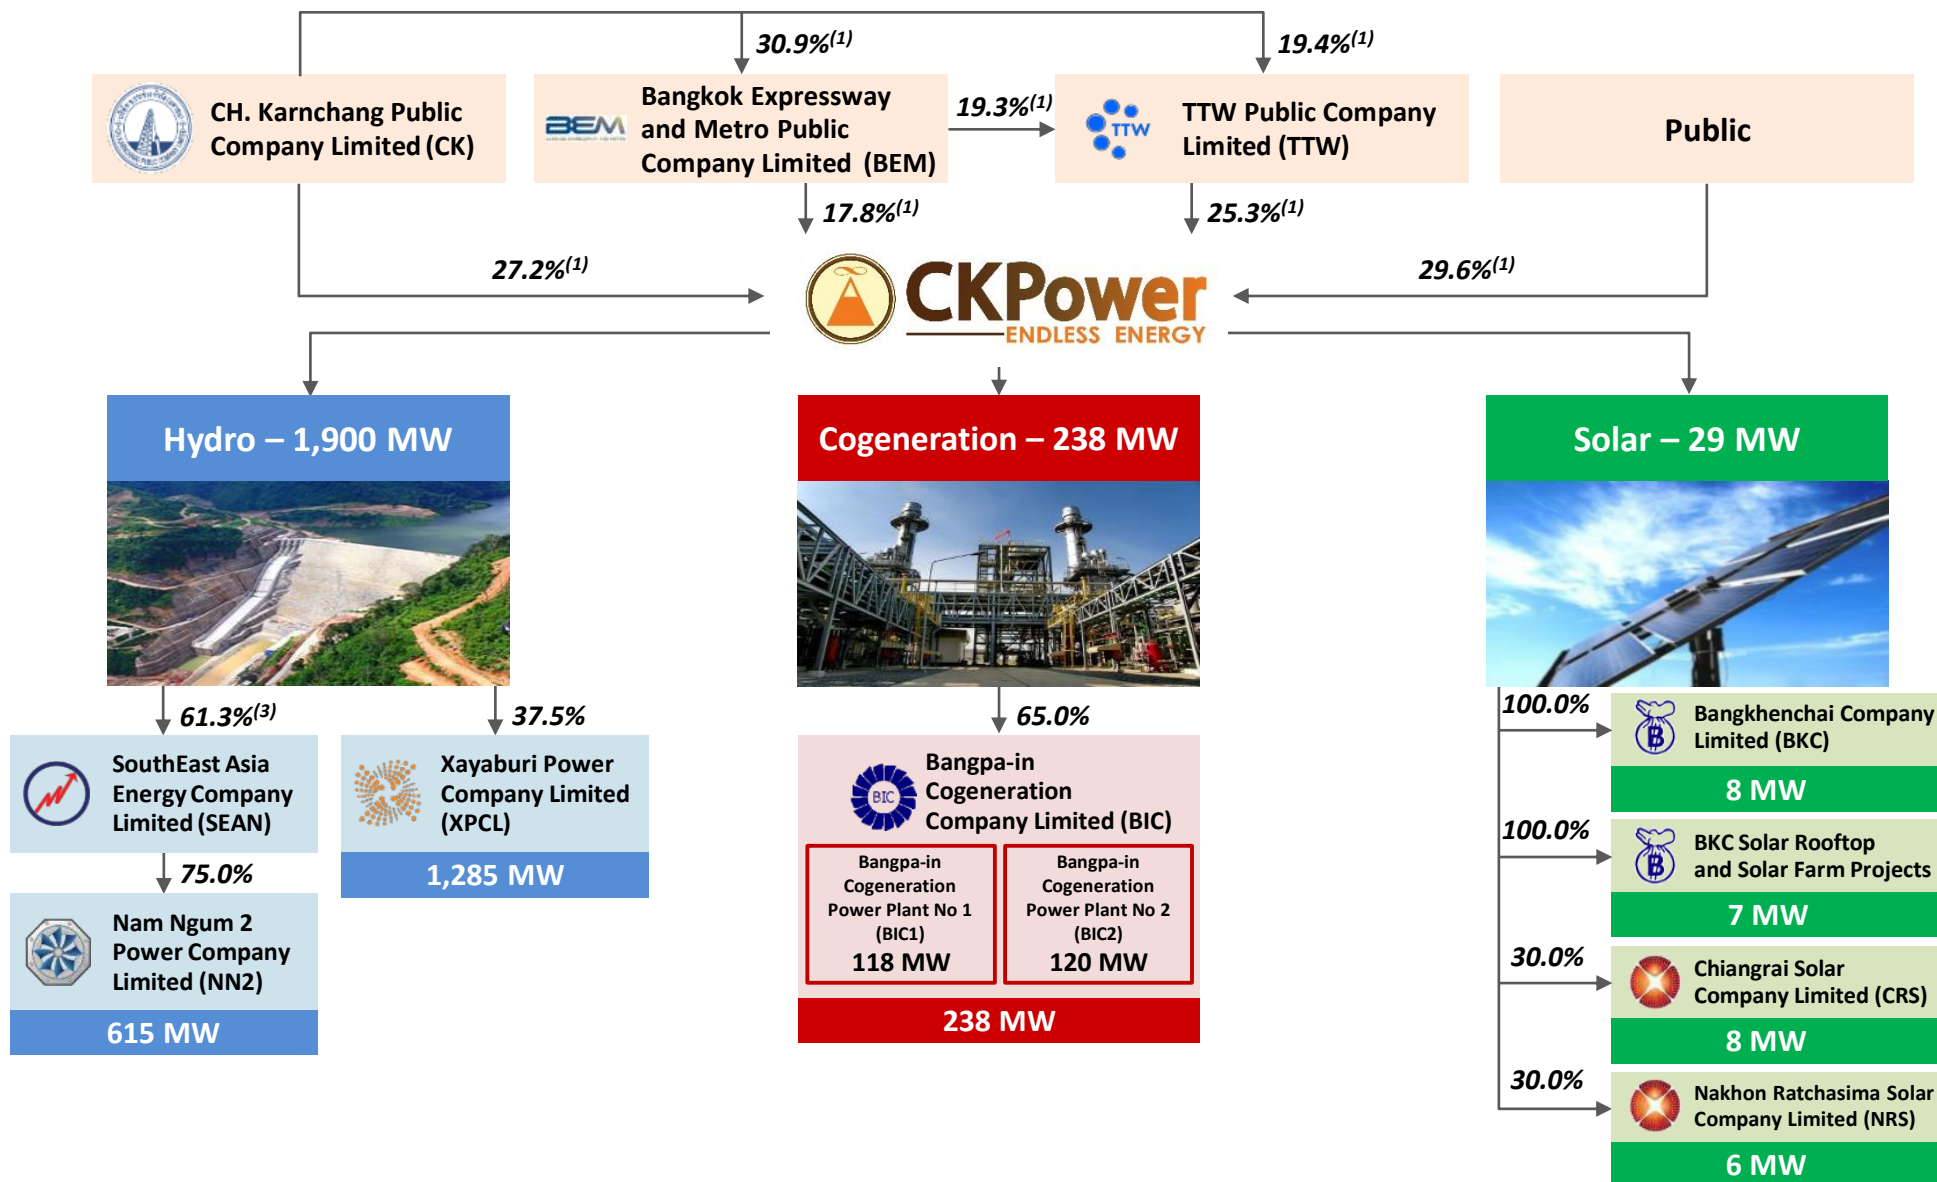 30.9%(1)
19.4%(1)
CH. Karnchang Public
Company Limited (CK)
BEM
Bangkok Expressway
and Metro Public
Company Limited (BEM)
19.3%(1)
TTW
TTW Public Company
Limited (TTW)
Public
17.8%(1)
25.3%(1)
27.2%(1)
29.6%(1)
CKPower
ENDLESS ENERGY
Hydro – 1,900 MW
Cogeneration – 238 MW
Solar – 29 MW
61.3%(3)
37.5%
65.0%
SouthEast Asia
Energy Company
Limited (SEAN)
75.0%
Nam Ngum 2
Power Company
Limited (NN2)
615 MW
Xayaburi Power
Company Limited
(XPCL)
1,285 MW
BIC
Bangpa-in
Cogeneration
Company Limited (BIC)
Bangpa-in
Cogeneration
Power Plant No 1
(BIC1)
118 MW
Bangpa-in
Cogeneration
Power Plant No 2
(BIC2)
120 MW
238 MW
100.0%
B
Bangkhenchai Company
Limited (BKC)
8 MW
100.0%
B
BKC Solar Rooftop
and Solar Farm Projects
7 MW
30.0%
Chiangrai Solar
Company Limited (CRS)
8 MW
30.0%
Nakhon Ratchasima Solar
Company Limited (NRS)
6 MW